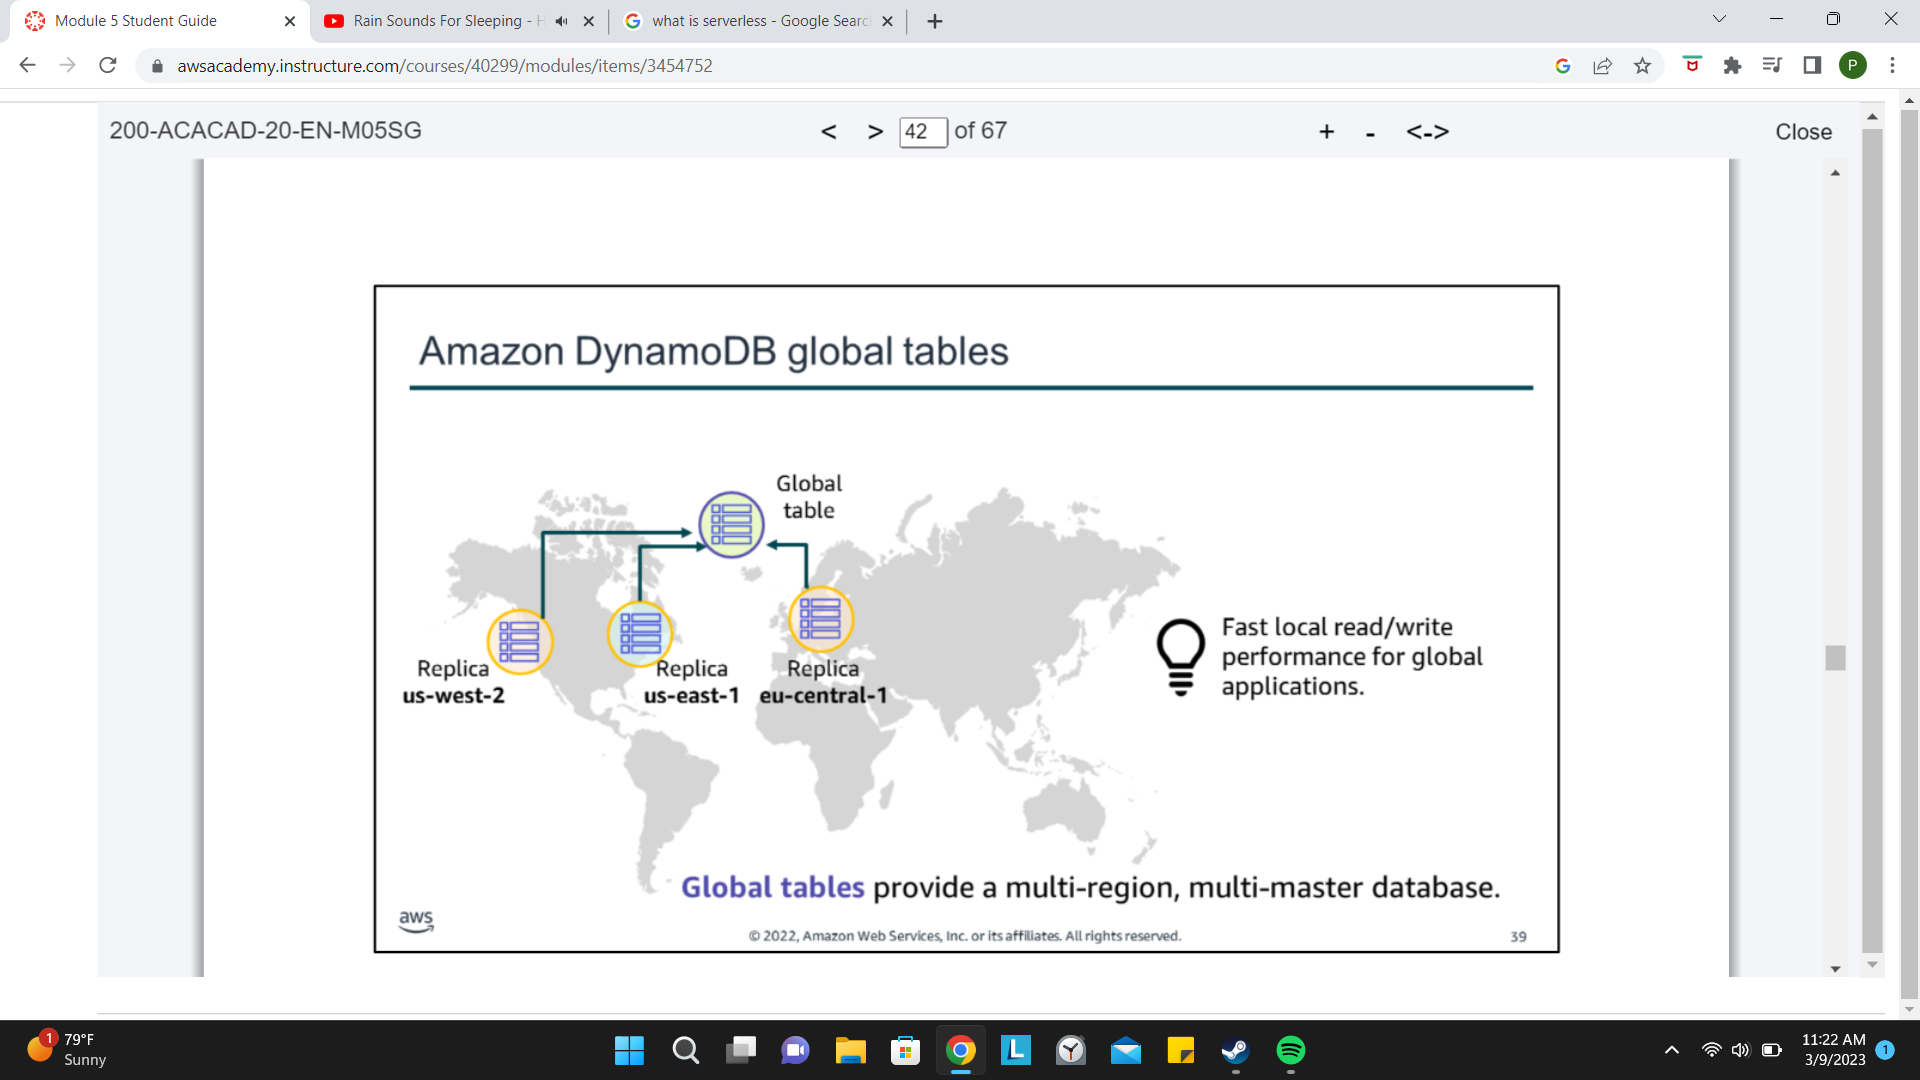 Module 5 Student Guide
Rain Sounds For Sleeping - H
what is serverless - Google Searc
awsacademy.instructure.com/courses/40299/modules/items/3454752
P
200-ACACAD-20-EN-M05SG
< > 42 of 67
+ - <-> Close
Amazon DynamoDB global tables
Global
table
Replica
us-west-2
Replica
us-east-1
Replica
eu-central-1
Fast local read/write
performance for global
applications.
Global tables provide a multi-region, multi-master database.
aws
© 2022, Amazon Web Services, Inc. or its affiliates. All rights reserved.
39
1
79°F
Sunny
L
11:22 AM
3/9/2023
1